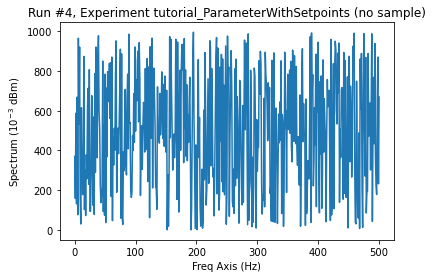 Run #4, Experiment tutorial_ParameterWithSetpoints (no sample)
1000
800
600
400
200
0
Spectrum (10⁻³ dBm)
0 100 200 300 400 500
Freq Axis (Hz)